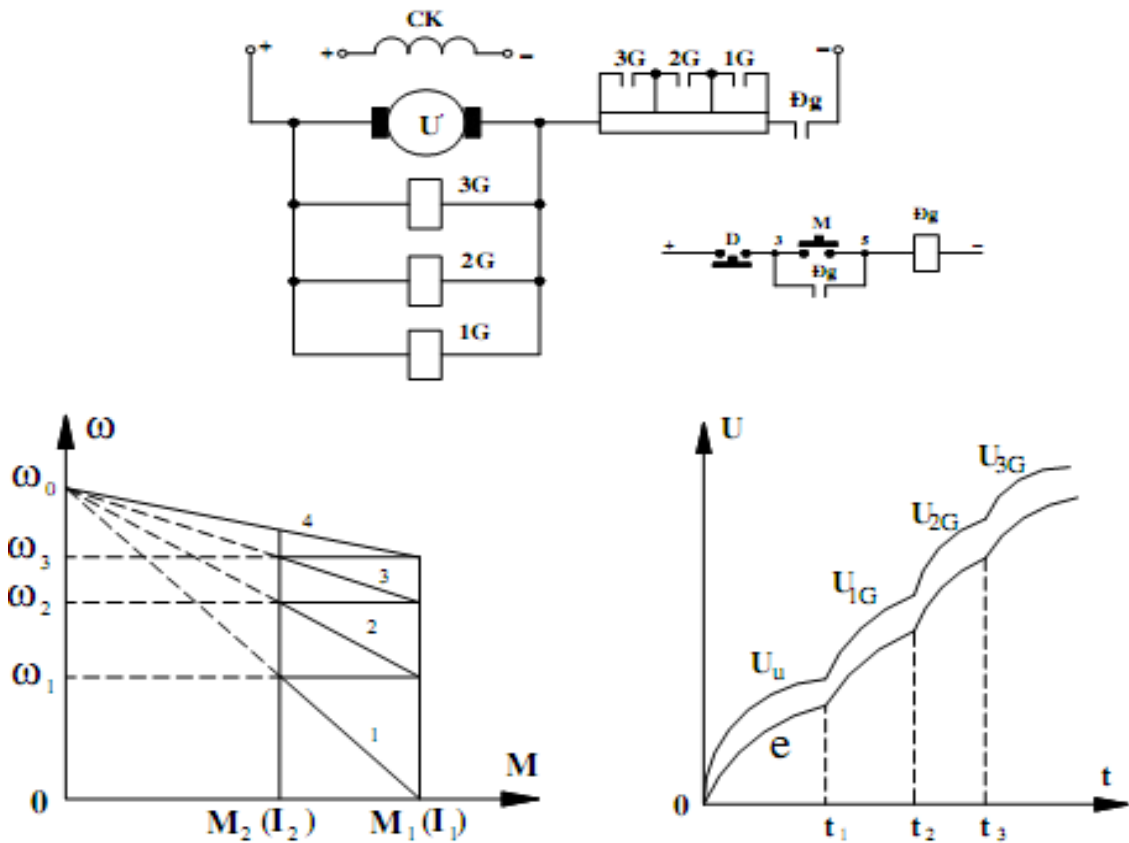 CK
+ + − −
3G 2G 1G
Đg
Ư
3G
2G
1G
Đg
M
D 3 5
+ −
Đg
ω
ω0
ω3
ω2
ω1
4
3
2
1
0
M
M2 (I2) M1 (I1)
U
U3G
U2G
U1G
Uu
e
0
t
t1 t2 t3